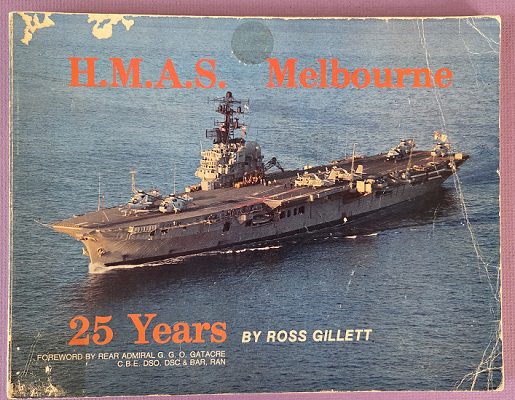 H.M.A.S. Melbourne
25 Years BY ROSS GILLETT
FOREWORD BY REAR ADMIRAL G. G. O. GATACRE
C.B.E. DSO. DSC & BAR, RAN